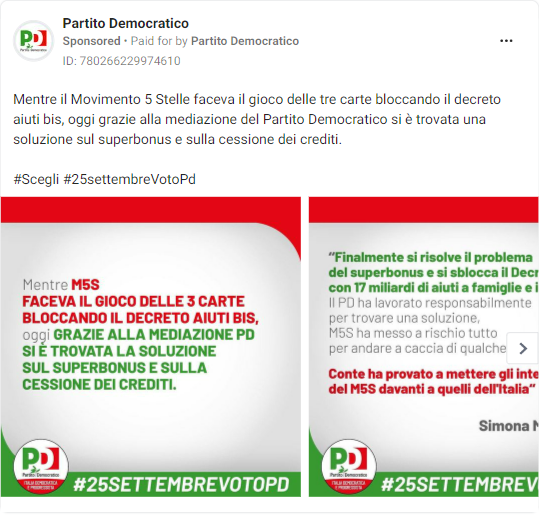 Partito Democratico
Sponsored • Paid for by Partito Democratico
ID: 780266229974610
Mentre il Movimento 5 Stelle faceva il gioco delle tre carte bloccando il decreto
aiuti bis, oggi grazie alla mediazione del Partito Democratico si è trovata una
soluzione sul superbonus e sulla cessione dei crediti.
#Scegli #25settembreVotoPd
Mentre M5S
FACEVA IL GIOCO DELLE 3 CARTE
BLOCCANDO IL DECRETO AIUTI BIS,
oggi GRAZIE ALLA MEDIAZIONE PD
SI È TROVATA LA SOLUZIONE
SUL SUPERBONUS E SULLA
CESSIONE DEI CREDITI.
PD
Partito Democratico
ITALIA DEMOCRATICA
E PROGRESSISTA
#25SETTEMBREVOTOPD
“Finalmente si risolve il problema
del superbonus e si sblocca il Decr
con 17 miliardi di aiuti a famiglie e i
Il PD ha lavorato responsabilmente
per trovare una soluzione,
M5S ha messo a rischio tutto
per andare a caccia di qualche
Conte ha provato a mettere gli inte
del M5S davanti a quelli dell'Italia”
Simona M
PD
Partito Democratico
ITALIA DEMOCRATICA
E PROGRESSISTA
#25SETTEMBREV